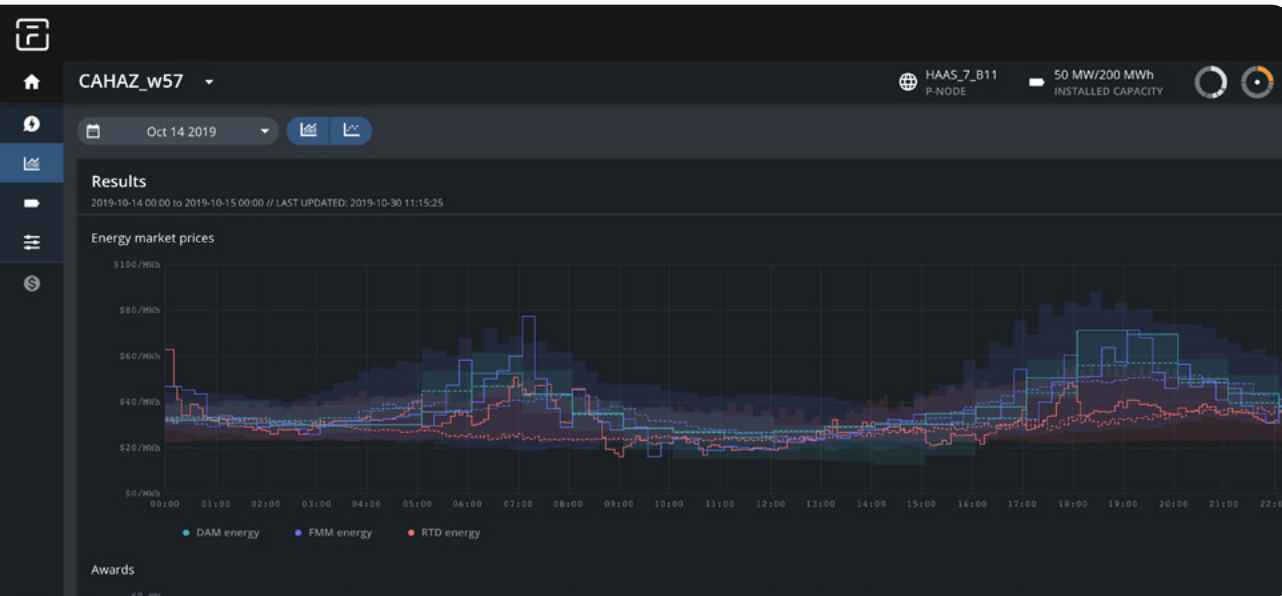 CAHAZ_w57
HAAS_7_B11
P-NODE
50 MW/200 MWh
INSTALLED CAPACITY
Oct 14 2019
Results
2019-10-14 00:00 to 2019-10-15 00:00 // LAST UPDATED: 2019-10-30 11:15:25
Energy market prices
$100/MWh
$80/MWh
$60/MWh
$40/MWh
$20/MWh
$0/MWh
00:00 01:00 02:00 03:00 04:00 05:00 06:00 07:00 08:00 09:00 10:00 11:00 12:00 13:00 14:00 15:00 16:00 17:00 18:00 19:00 20:00 21:00
DAM energy FMM energy RTD energy
Awards